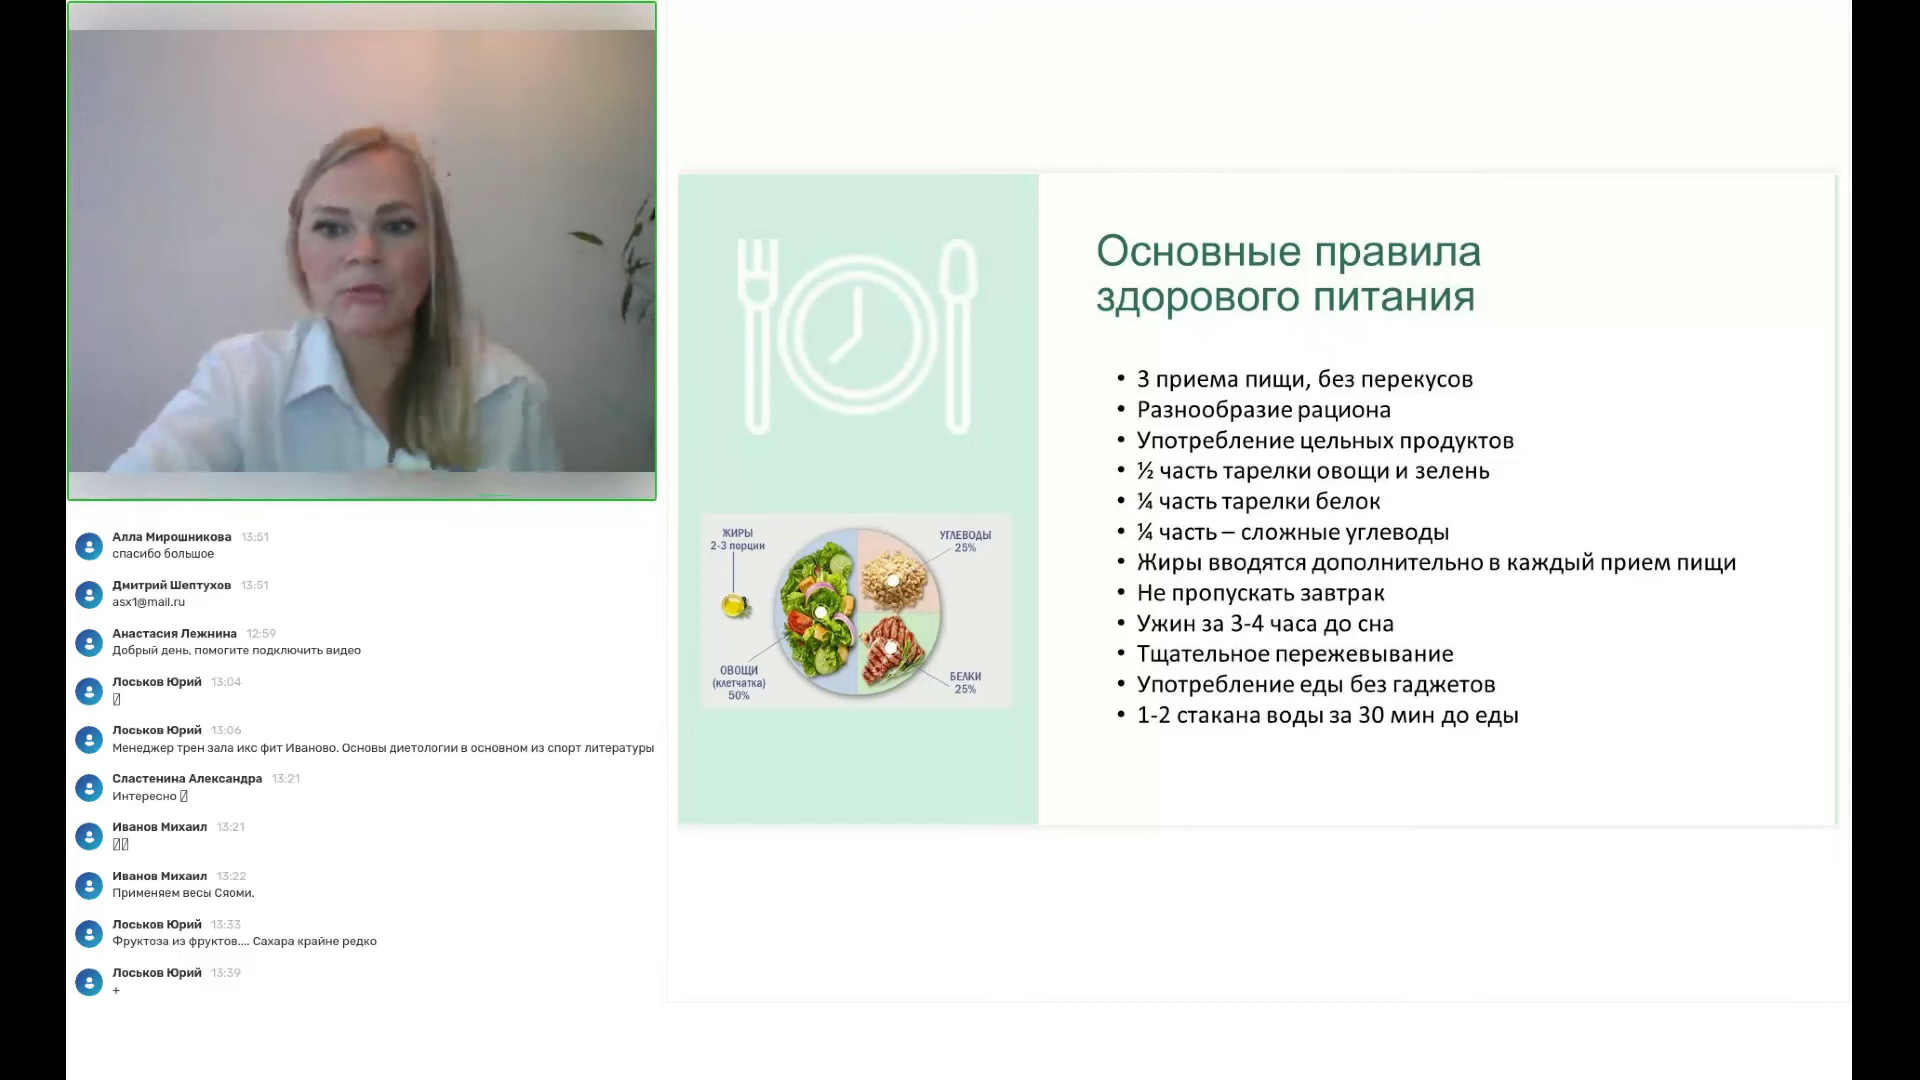 Алла Мирошникова 13:51
спасибо большое
Дмитрий Шептухов 13:51
asx1@mail.ru
Анастасия Лежнина 12:59
Добрый день, помогите подключить видео
Лоськов Юрий 13:04
Лоськов Юрий 13:06
Менеджер трен зала икс фит Иваново. Основы диетологии в основном из спорт литературы
Сластенина Александра 13:21
Интересно
Иванов Михаил 13:21
Иванов Михаил 13:22
Применяем весы Сяоми.
Лоськов Юрий 13:33
Фруктоза из фруктов.... Сахара крайне редко
Лоськов Юрий 13:39
+
ЖИРЫ
2-3 порции
УГЛЕВОДЫ
25%
ОВОЩИ
(клетчатка)
50%
БЕЛКИ
25%
Основные правила
здорового питания
• 3 приема пищи, без перекусов
• Разнообразие рациона
• Употребление цельных продуктов
• ½ часть тарелки овощи и зелень
• ¼ часть тарелки белок
• ¼ часть – сложные углеводы
• Жиры вводятся дополнительно в каждый прием пищи
• Не пропускать завтрак
• Ужин за 3-4 часа до сна
• Тщательное пережевывание
• Употребление еды без гаджетов
• 1-2 стакана воды за 30 мин до еды